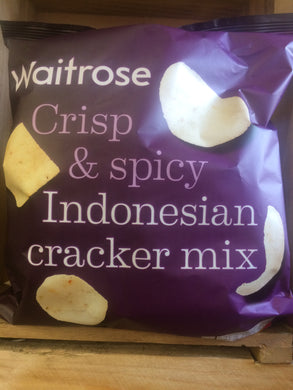 Waitrose
Crisp
& spicy
Indonesian
cracker mix